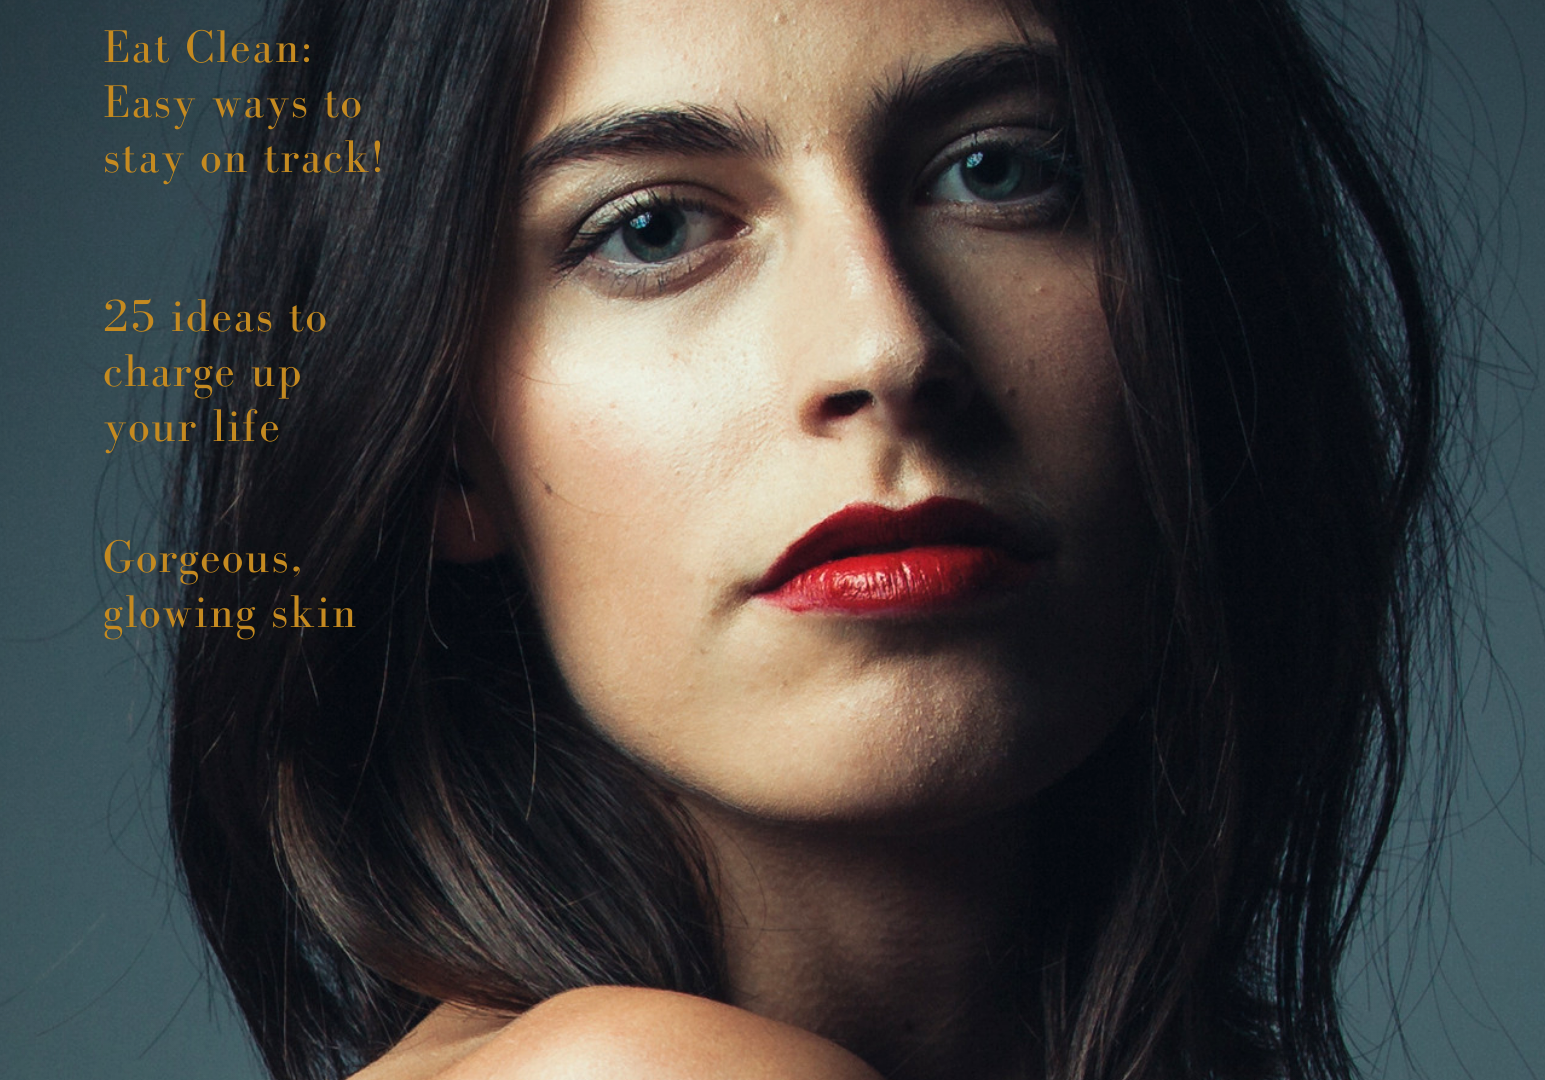 Eat Clean:
Easy ways to
stay on track!
25 ideas to
charge up
your life
Gorgeous,
glowing skin